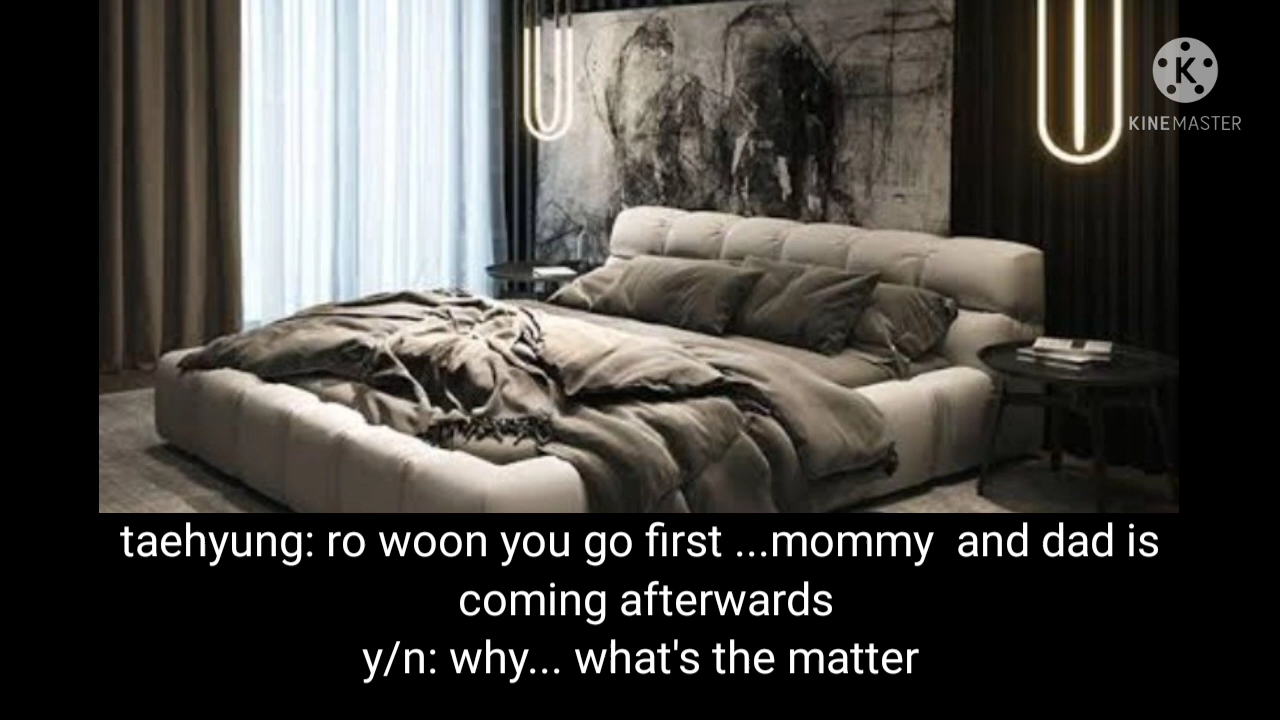 K
KINEMASTER
taehyung: ro woon you go first ...mommy  and dad is
coming afterwards
y/n: why... what's the matter